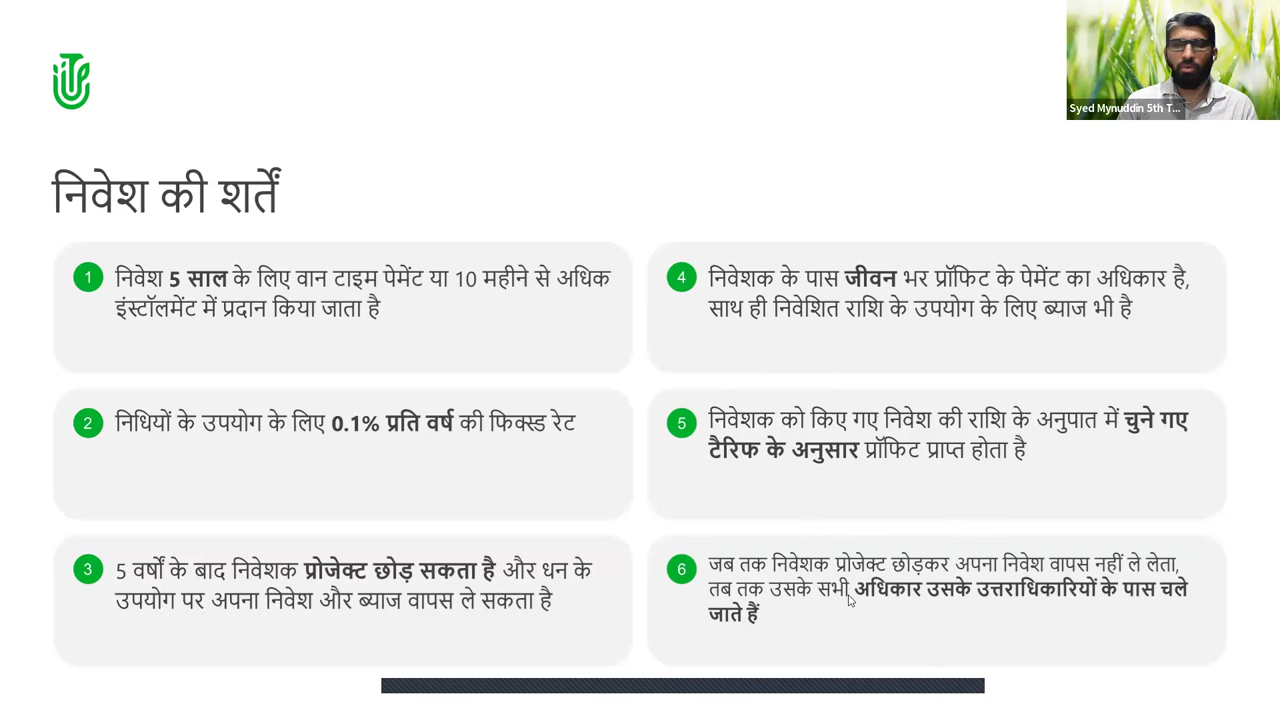 Syed Mynuddin 5th T...
निवेश की शर्तें
1
निवेश 5 साल के लिए वान टाइम पेमेंट या 10 महीने से अधिक
इंस्टॉलमेंट में प्रदान किया जाता है
2
निधियों के उपयोग के लिए 0.1% प्रति वर्ष की फिक्स्ड रेट
3
5 वर्षों के बाद निवेशक प्रोजेक्ट छोड़ सकता है और धन के
उपयोग पर अपना निवेश और ब्याज वापस ले सकता है
4
निवेशक के पास जीवन भर प्रॉफिट के पेमेंट का अधिकार है,
साथ ही निवेशित राशि के उपयोग के लिए ब्याज भी है
5
निवेशक को किए गए निवेश की राशि के अनुपात में चुने गए
टैरिफ के अनुसार प्रॉफिट प्राप्त होता है
6
जब तक निवेशक प्रोजेक्ट छोड़कर अपना निवेश वापस नहीं ले लेता,
तब तक उसके सभी अधिकार उसके उत्तराधिकारियों के पास चले
जाते हैं